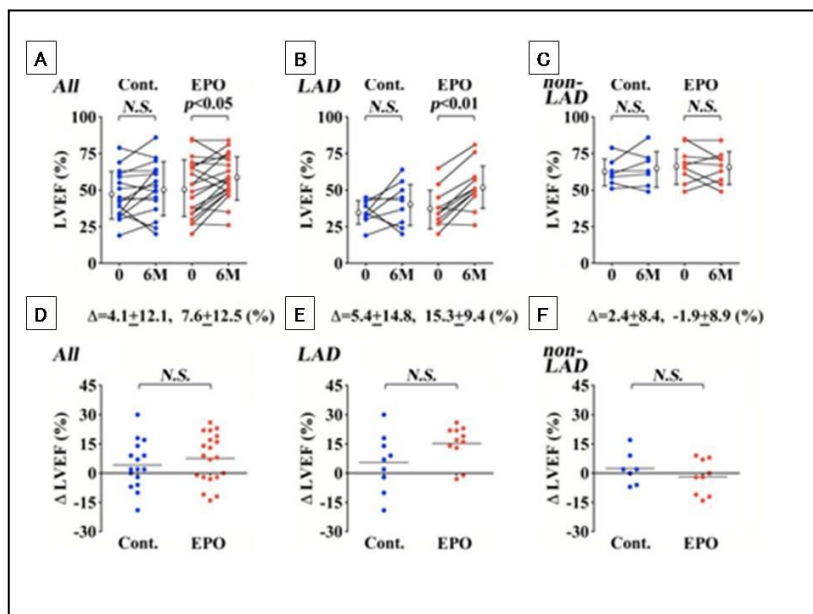 A
B
C
All
Cont.
EPO
N.S.
p<0.05
LAD
Cont.
EPO
N.S.
p<0.01
non-
LAD
Cont.
EPO
N.S.
N.S.
LVEF (%)
100
75
50
25
0
0 6M 0 6M
LVEF (%)
100
75
50
25
0
0 6M 0 6M
LVEF (%)
100
75
50
25
0
0 6M 0 6M
D
Δ=4.1±12.1, 7.6±12.5 (%)
E
Δ=5.4±14.8, 15.3±9.4 (%)
F
Δ=2.4±8.4, -1.9±8.9 (%)
All
N.S.
Δ LVEF (%)
45
30
15
0
-15
-30
Cont. EPO
LAD
N.S.
Δ LVEF (%)
45
30
15
0
-15
-30
Cont. EPO
non-
LAD
N.S.
Δ LVEF (%)
45
30
15
0
-15
-30
Cont. EPO